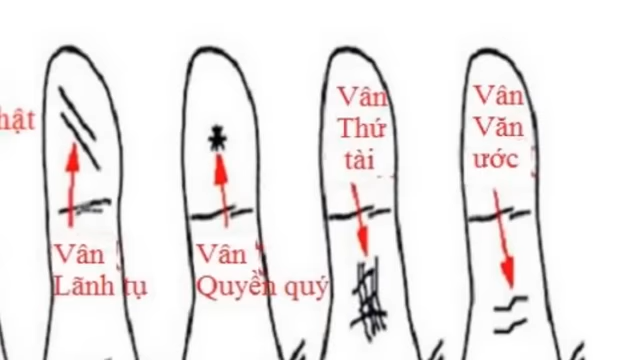 hật
Vân
Lãnh tụ
Vân
Quyền quý
Vân
Thứ
tài
Vân
Văn
ước